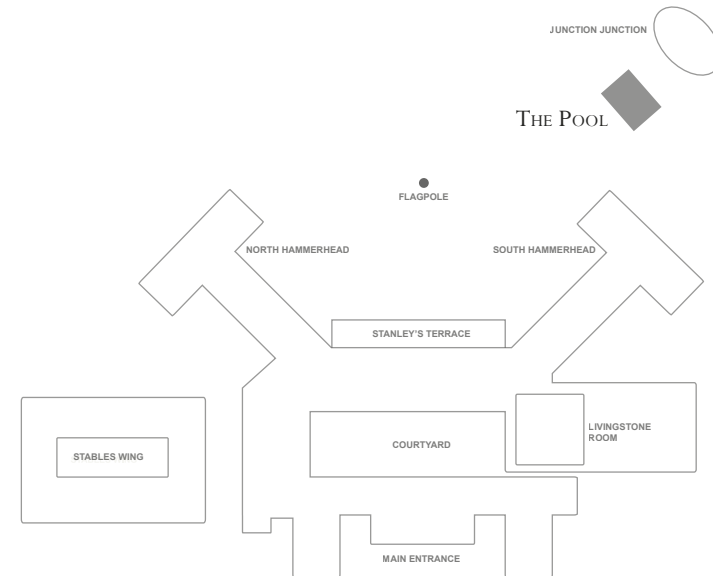 JUNCTION JUNCTION
THE POOL
FLAGPOLE
NORTH HAMMERHEAD
SOUTH HAMMERHEAD
STANLEY'S TERRACE
LIVINGSTONE
ROOM
COURTYARD
STABLES WING
MAIN ENTRANCE